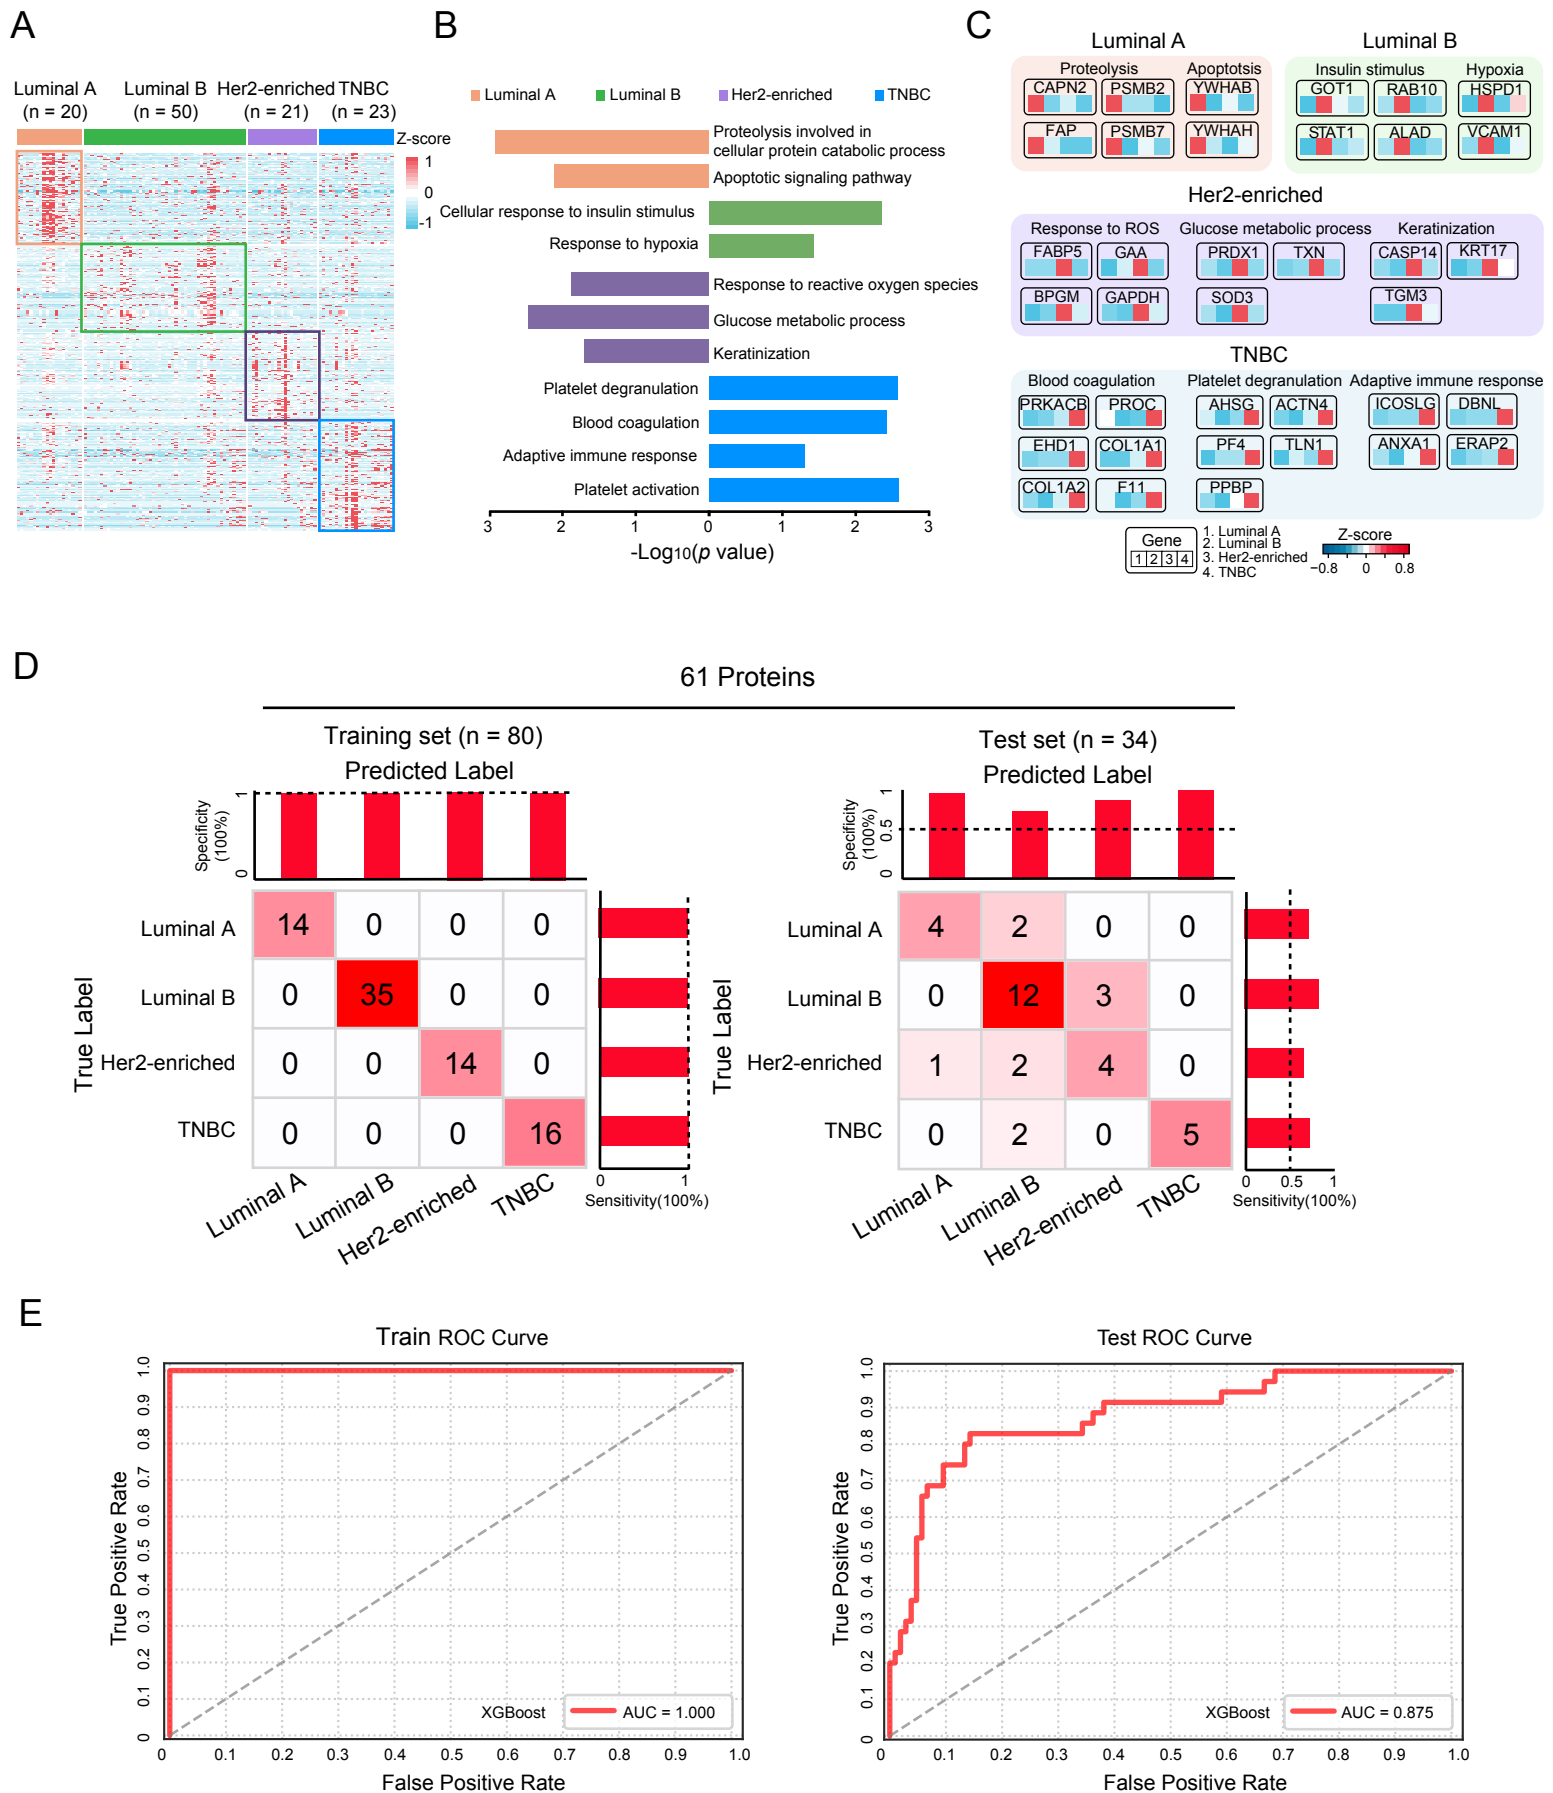 A
Luminal A
(n = 20)
Luminal B
(n = 50)
Her2-enriched
(n = 21)
TNBC
(n = 23)
Z-score
1
0
-1
B
Luminal A
Luminal B
Her2-enriched
TNBC
Proteolysis involved in
cellular protein catabolic process
Apoptotic signaling pathway
Cellular response to insulin stimulus
Response to hypoxia
Response to reactive oxygen species
Glucose metabolic process
Keratinization
Platelet degranulation
Blood coagulation
Adaptive immune response
Platelet activation
3 2 1 0 1 2 3
-Log10(p value)
C
Luminal A
Proteolysis
Apoptotsis
CAPN2
PSMB2
YWHAB
FAP
PSMB7
YWHAH
Luminal B
Insulin stimulus
Hypoxia
GOT1
RAB10
HSPD1
STAT1
ALAD
VCAM1
Her2-enriched
Response to ROS
Glucose metabolic process
Keratinization
FABP5
GAA
PRDX1
TXN
CASP14
KRT17
BPGM
GAPDH
SOD3
TGM3
TNBC
Blood coagulation
Platelet degranulation
Adaptive immune response
PRKACB
PROC
AHSG
ACTN4
ICOSLG
DBNL
EHD1
COL1A1
PF4
TLN1
ANXA1
ERAP2
COL1A2
F11
PPBP
Gene
1 2 3 4
1. Luminal A
2. Luminal B
3. Her2-enriched
4. TNBC
Z-score
−0.8 0 0.8
D
61 Proteins
Training set (n = 80)
Predicted Label
Specificity
(100%)
0 1
True Label
Luminal A
14 0 0 0
Luminal B
0 35 0 0
Her2-enriched
0 0 14 0
TNBC
0 0 0 16
Luminal A
Luminal B
Her2-enriched
TNBC
0 1
Sensitivity(100%)
Test set (n = 34)
Predicted Label
Specificity
(100%)
0 0.5 1
True Label
Luminal A
4 2 0 0
Luminal B
0 12 3 0
Her2-enriched
1 2 4 0
TNBC
0 2 0 5
Luminal A
Luminal B
Her2-enriched
TNBC
0 0.5 1
Sensitivity(100%)
E
Train ROC Curve
True Positive Rate
1.0
0.9
0.8
0.7
0.6
0.5
0.4
0.3
0.2
0.1
0
XGBoost
AUC = 1.000
0 0.1 0.2 0.3 0.4 0.5 0.6 0.7 0.8 0.9 1.0
False Positive Rate
Test ROC Curve
True Positive Rate
1.0
0.9
0.8
0.7
0.6
0.5
0.4
0.3
0.2
0.1
0
XGBoost
AUC = 0.875
0 0.1 0.2 0.3 0.4 0.5 0.6 0.7 0.8 0.9 1.0
False Positive Rate